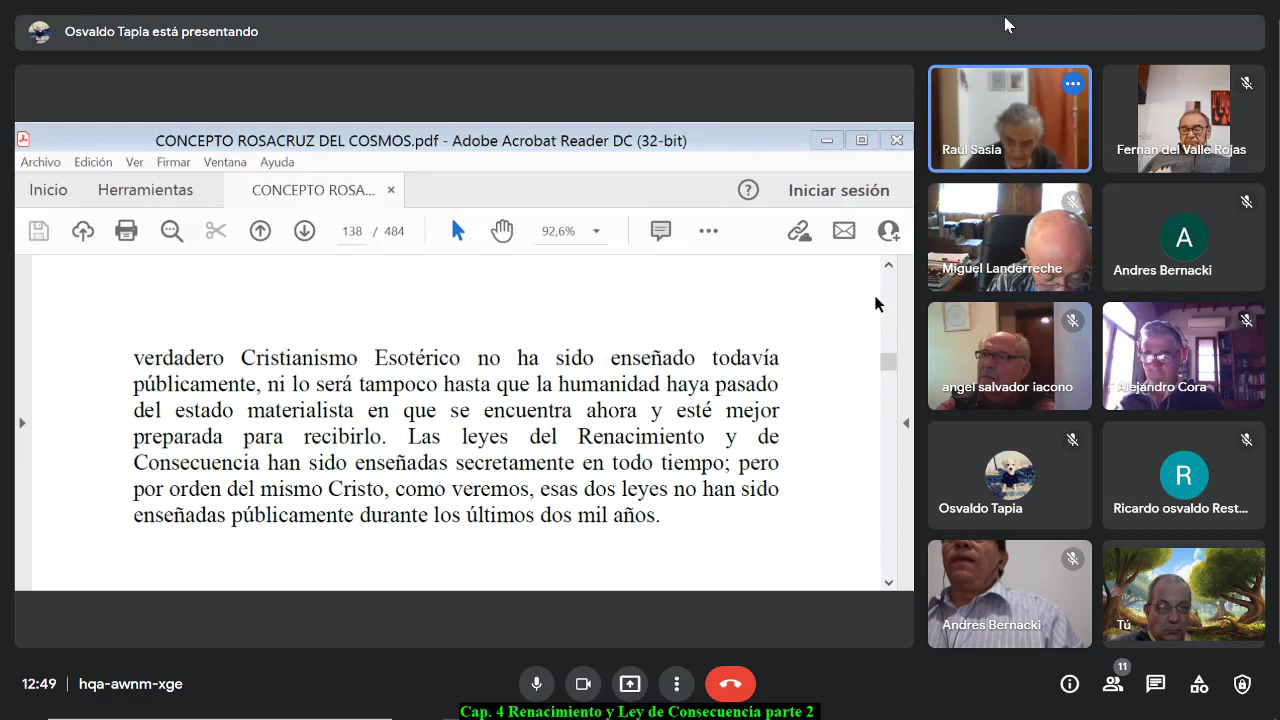 Osvaldo Tapia está presentando
CONCEPTO ROSACRUZ DEL COSMOS.pdf - Adobe Acrobat Reader DC (32-bit)
Archivo Edición Ver Firmar Ventana Ayuda
Inicio Herramientas CONCEPTO ROSA... × Iniciar sesión
138 / 484 92,6%
verdadero Cristianismo Esotérico no ha sido enseñado todavía
públicamente, ni lo será tampoco hasta que la humanidad haya pasado
del estado materialista en que se encuentra ahora y esté mejor
preparada para recibirlo. Las leyes del Renacimiento y de
Consecuencia han sido enseñadas secretamente en todo tiempo; pero
por orden del mismo Cristo, como veremos, esas dos leyes no han sido
enseñadas públicamente durante los últimos dos mil años.
Raúl Sasia
Fernan del Valle Rojas
Miguel Landerreche
A
Andres Bernacki
angel salvador iacono
Alejandro Cora
Osvaldo Tapia
R
Ricardo osvaldo Rest...
Andres Bernacki
Tú
12:49 hqa-awnm-xge
11
Cap. 4 Renacimiento y Ley de Consecuencia parte 2